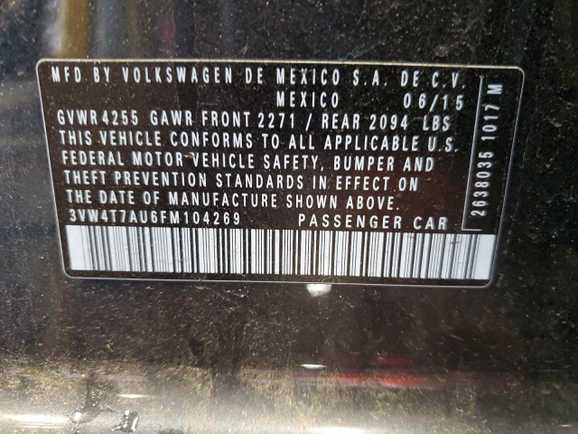 MFD. BY VOLKSWAGEN DE MEXICO S.A. DE C.V.
MEXICO 06/15
GVWR 4255 GAWR FRONT 2271 / REAR 2094 LBS
THIS VEHICLE CONFORMS TO ALL APPLICABLE U.S.
FEDERAL MOTOR VEHICLE SAFETY, BUMPER AND
THEFT PREVENTION STANDARDS IN EFFECT ON
THE DATE OF MANUFACTURE SHOWN ABOVE.
3VW4T7AU6FM104269 PASSENGER CAR
2638035 1017 M